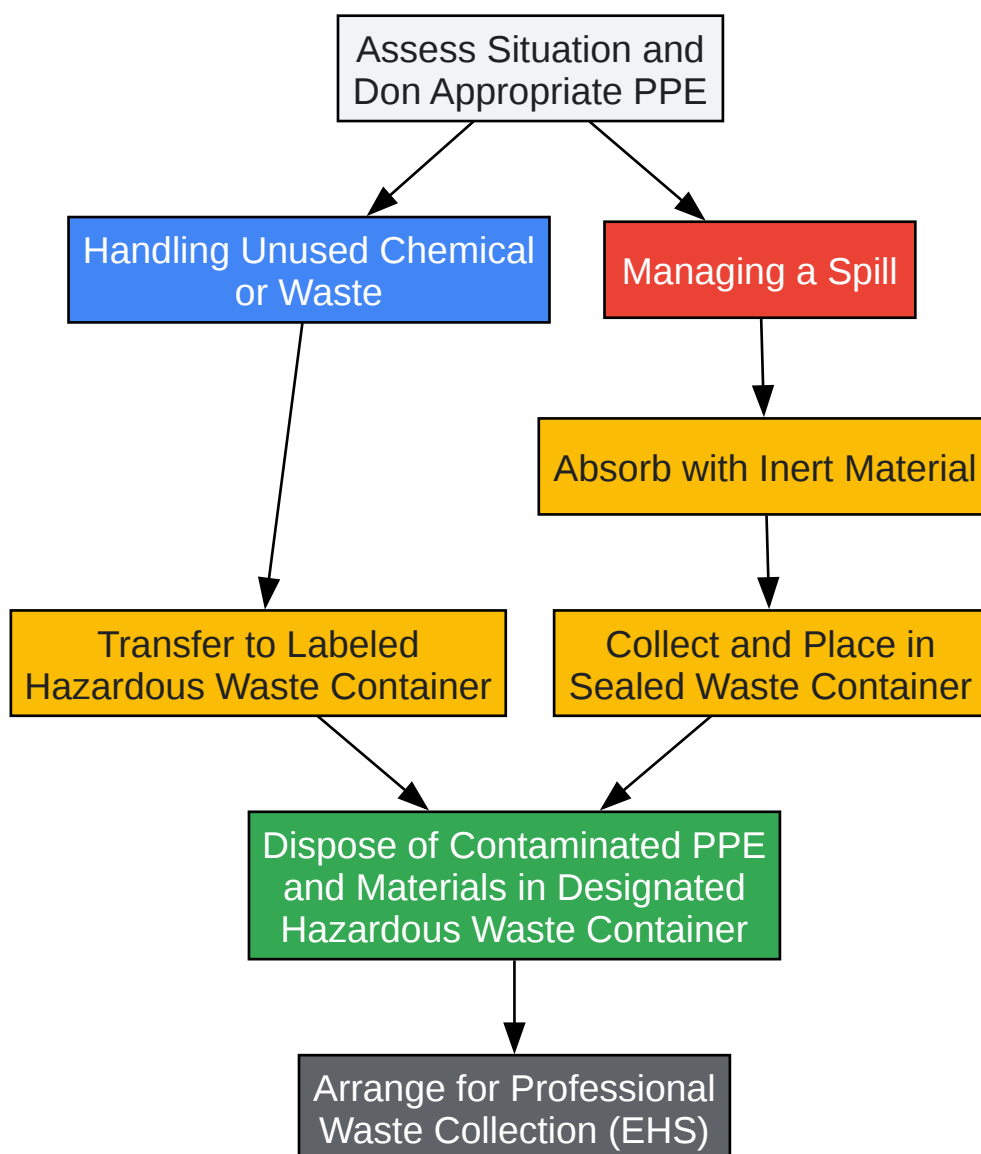 Assess Situation and
Don Appropriate PPE
Handling Unused Chemical
or Waste
Managing a Spill
Absorb with Inert Material
Transfer to Labeled
Hazardous Waste Container
Collect and Place in
Sealed Waste Container
Dispose of Contaminated PPE
and Materials in Designated
Hazardous Waste Container
Arrange for Professional
Waste Collection (EHS)